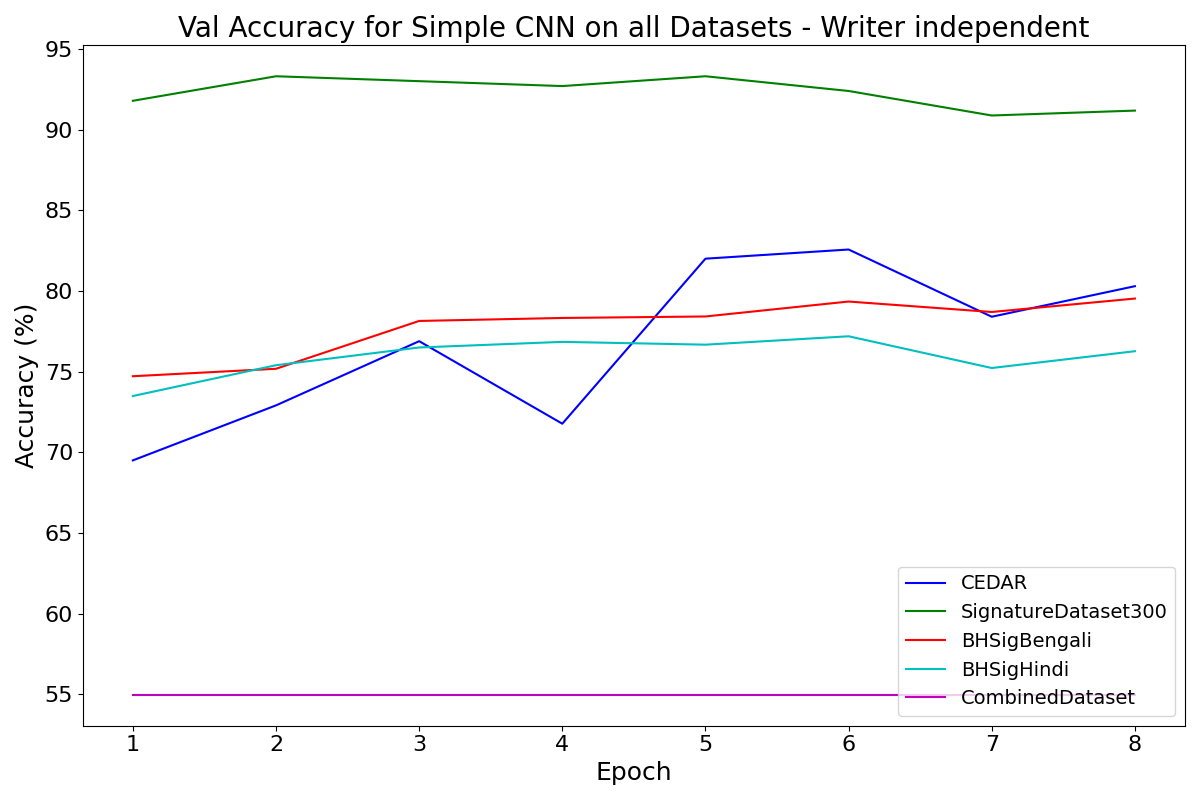 Val Accuracy for Simple CNN on all Datasets - Writer independent
95
90
85
80
75
70
65
60
55
Accuracy (%)
CEDAR
SignatureDataset300
BHSigBengali
BHSigHindi
CombinedDataset
1 2 3 4 5 6 7 8
Epoch